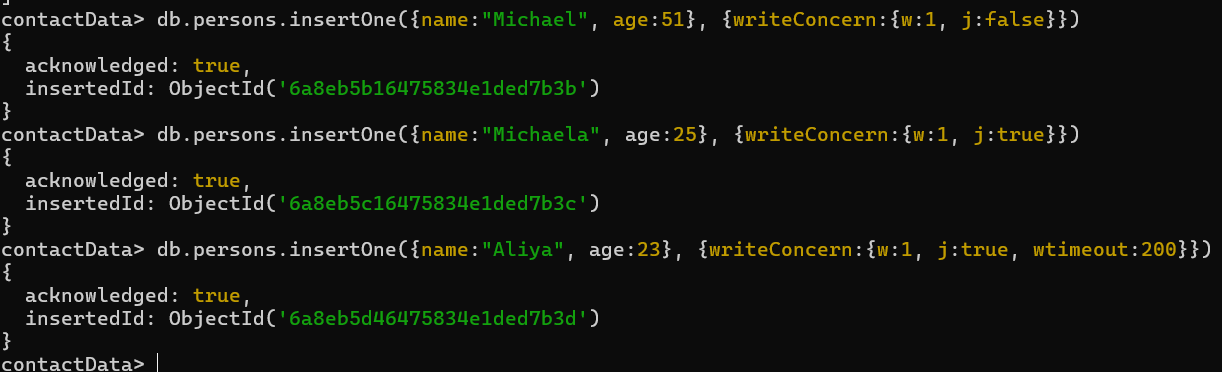 contactData> db.persons.insertOne({name:"Michael", age:51}, {writeConcern:{w:1, j:false}})
{
  acknowledged: true,
  insertedId: ObjectId('6a8eb5b16475834e1ded7b3b')
}
contactData> db.persons.insertOne({name:"Michaela", age:25}, {writeConcern:{w:1, j:true}})
{
  acknowledged: true,
  insertedId: ObjectId('6a8eb5c16475834e1ded7b3c')
}
contactData> db.persons.insertOne({name:"Aliya", age:23}, {writeConcern:{w:1, j:true, wtimeout:200}})
{
  acknowledged: true,
  insertedId: ObjectId('6a8eb5d46475834e1ded7b3d')
}
contactData>